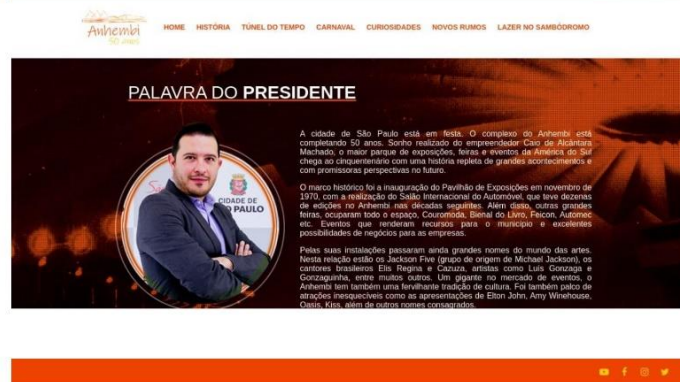 Anhembi
50 anos
HOME HISTÓRIA TÚNEL DO TEMPO CARNAVAL CURIOSIDADES NOVOS RUMOS LAZER NO SAMBÓDROMO
PALAVRA DO PRESIDENTE
CIDADE DE
SÃO PAULO
A cidade de São Paulo está em festa. O complexo do Anhembi está
completando 50 anos. Sonho realizado do empreendedor Caio de Alcântara
Machado, o maior parque de exposições, feiras e eventos da América do Sul
chega ao cinquentenário com uma história repleta de grandes acontecimentos e
com promissoras perspectivas no futuro.
O marco histórico foi a inauguração do Pavilhão de Exposições em novembro de
1970, com a realização do Salão Internacional do Automóvel, que teve dezenas
de edições no Anhembi nas décadas seguintes. Além disso, outras grandes
feiras, ocuparam todo o espaço, Couromoda, Bienal do Livro, Feicon, Automec
etc. Eventos que renderam recursos para o município e excelentes
possibilidades de negócios para as empresas.
Pelas suas instalações passaram ainda grandes nomes do mundo das artes.
Nesta relação estão os Jackson Five (grupo de origem de Michael Jackson), os
cantores brasileiros Elis Regina e Cazuza, artistas como Luís Gonzaga e
Gonzaguinha, entre muitos outros. Um gigante no mercado de eventos, o
Anhembi tem também uma fervilhante tradição de cultura. Foi também palco de
atrações inesquecíveis como as apresentações de Elton John, Amy Winehouse,
Oasis, Kiss, além de outros nomes consagrados.